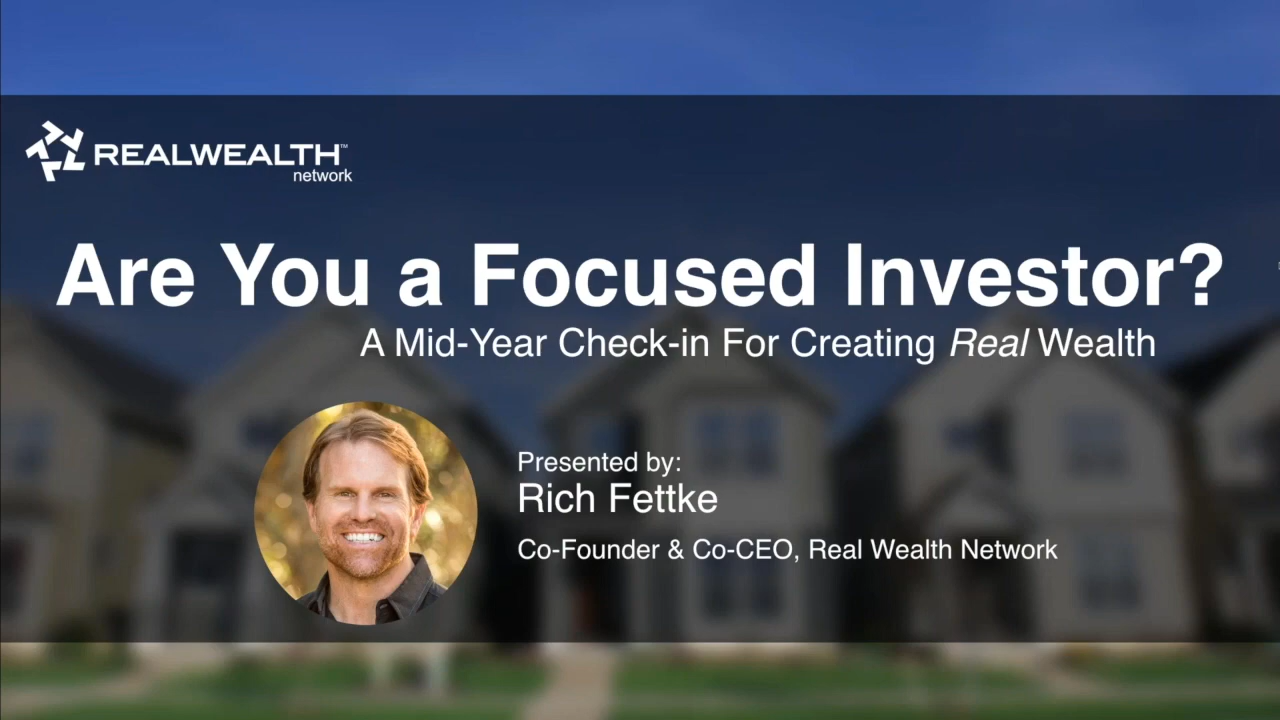 REALWEALTH™
network
Are You a Focused Investor?
A Mid-Year Check-in For Creating Real Wealth
Presented by:
Rich Fettke
Co-Founder & Co-CEO, Real Wealth Network